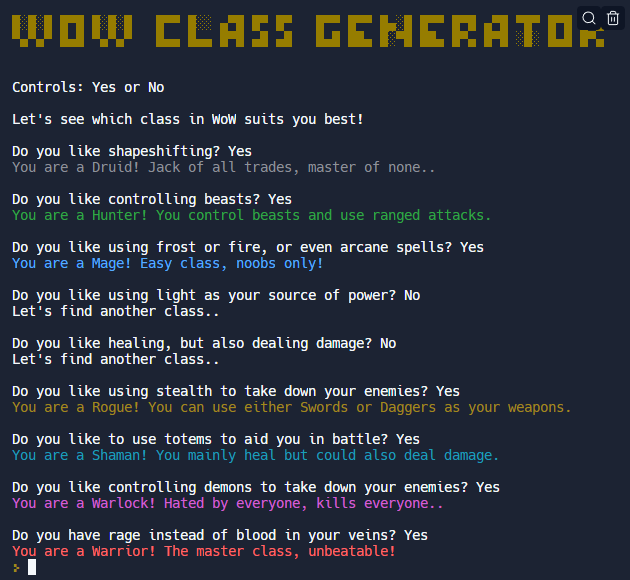 WOW CLASS GENERATOR
Controls: Yes or No
Let's see which class in WoW suits you best!
Do you like shapeshifting? Yes
You are a Druid! Jack of all trades, master of none..
Do you like controlling beasts? Yes
You are a Hunter! You control beasts and use ranged attacks.
Do you like using frost or fire, or even arcane spells? Yes
You are a Mage! Easy class, noobs only!
Do you like using light as your source of power? No
Let's find another class..
Do you like healing, but also dealing damage? No
Let's find another class..
Do you like using stealth to take down your enemies? Yes
You are a Rogue! You can use either Swords or Daggers as your weapons.
Do you like to use totems to aid you in battle? Yes
You are a Shaman! You mainly heal but could also deal damage.
Do you like controlling demons to take down your enemies? Yes
You are a Warlock! Hated by everyone, kills everyone..
Do you have rage instead of blood in your veins? Yes
You are a Warrior! The master class, unbeatable!